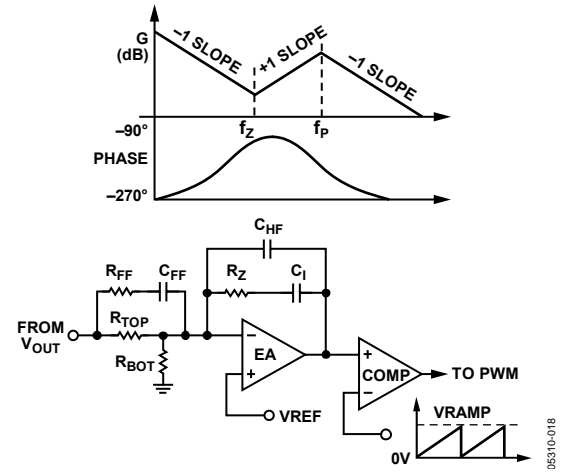 G
(dB)
–1 SLOPE
+1 SLOPE
–1 SLOPE
fZ
fP
–90°
PHASE
–270°
CHF
RFF
CFF
RZ
CI
FROM
VOUT
RTOP
RBOT
–
EA
+
VREF
+
COMP
–
TO PWM
VRAMP
0V
05310-018